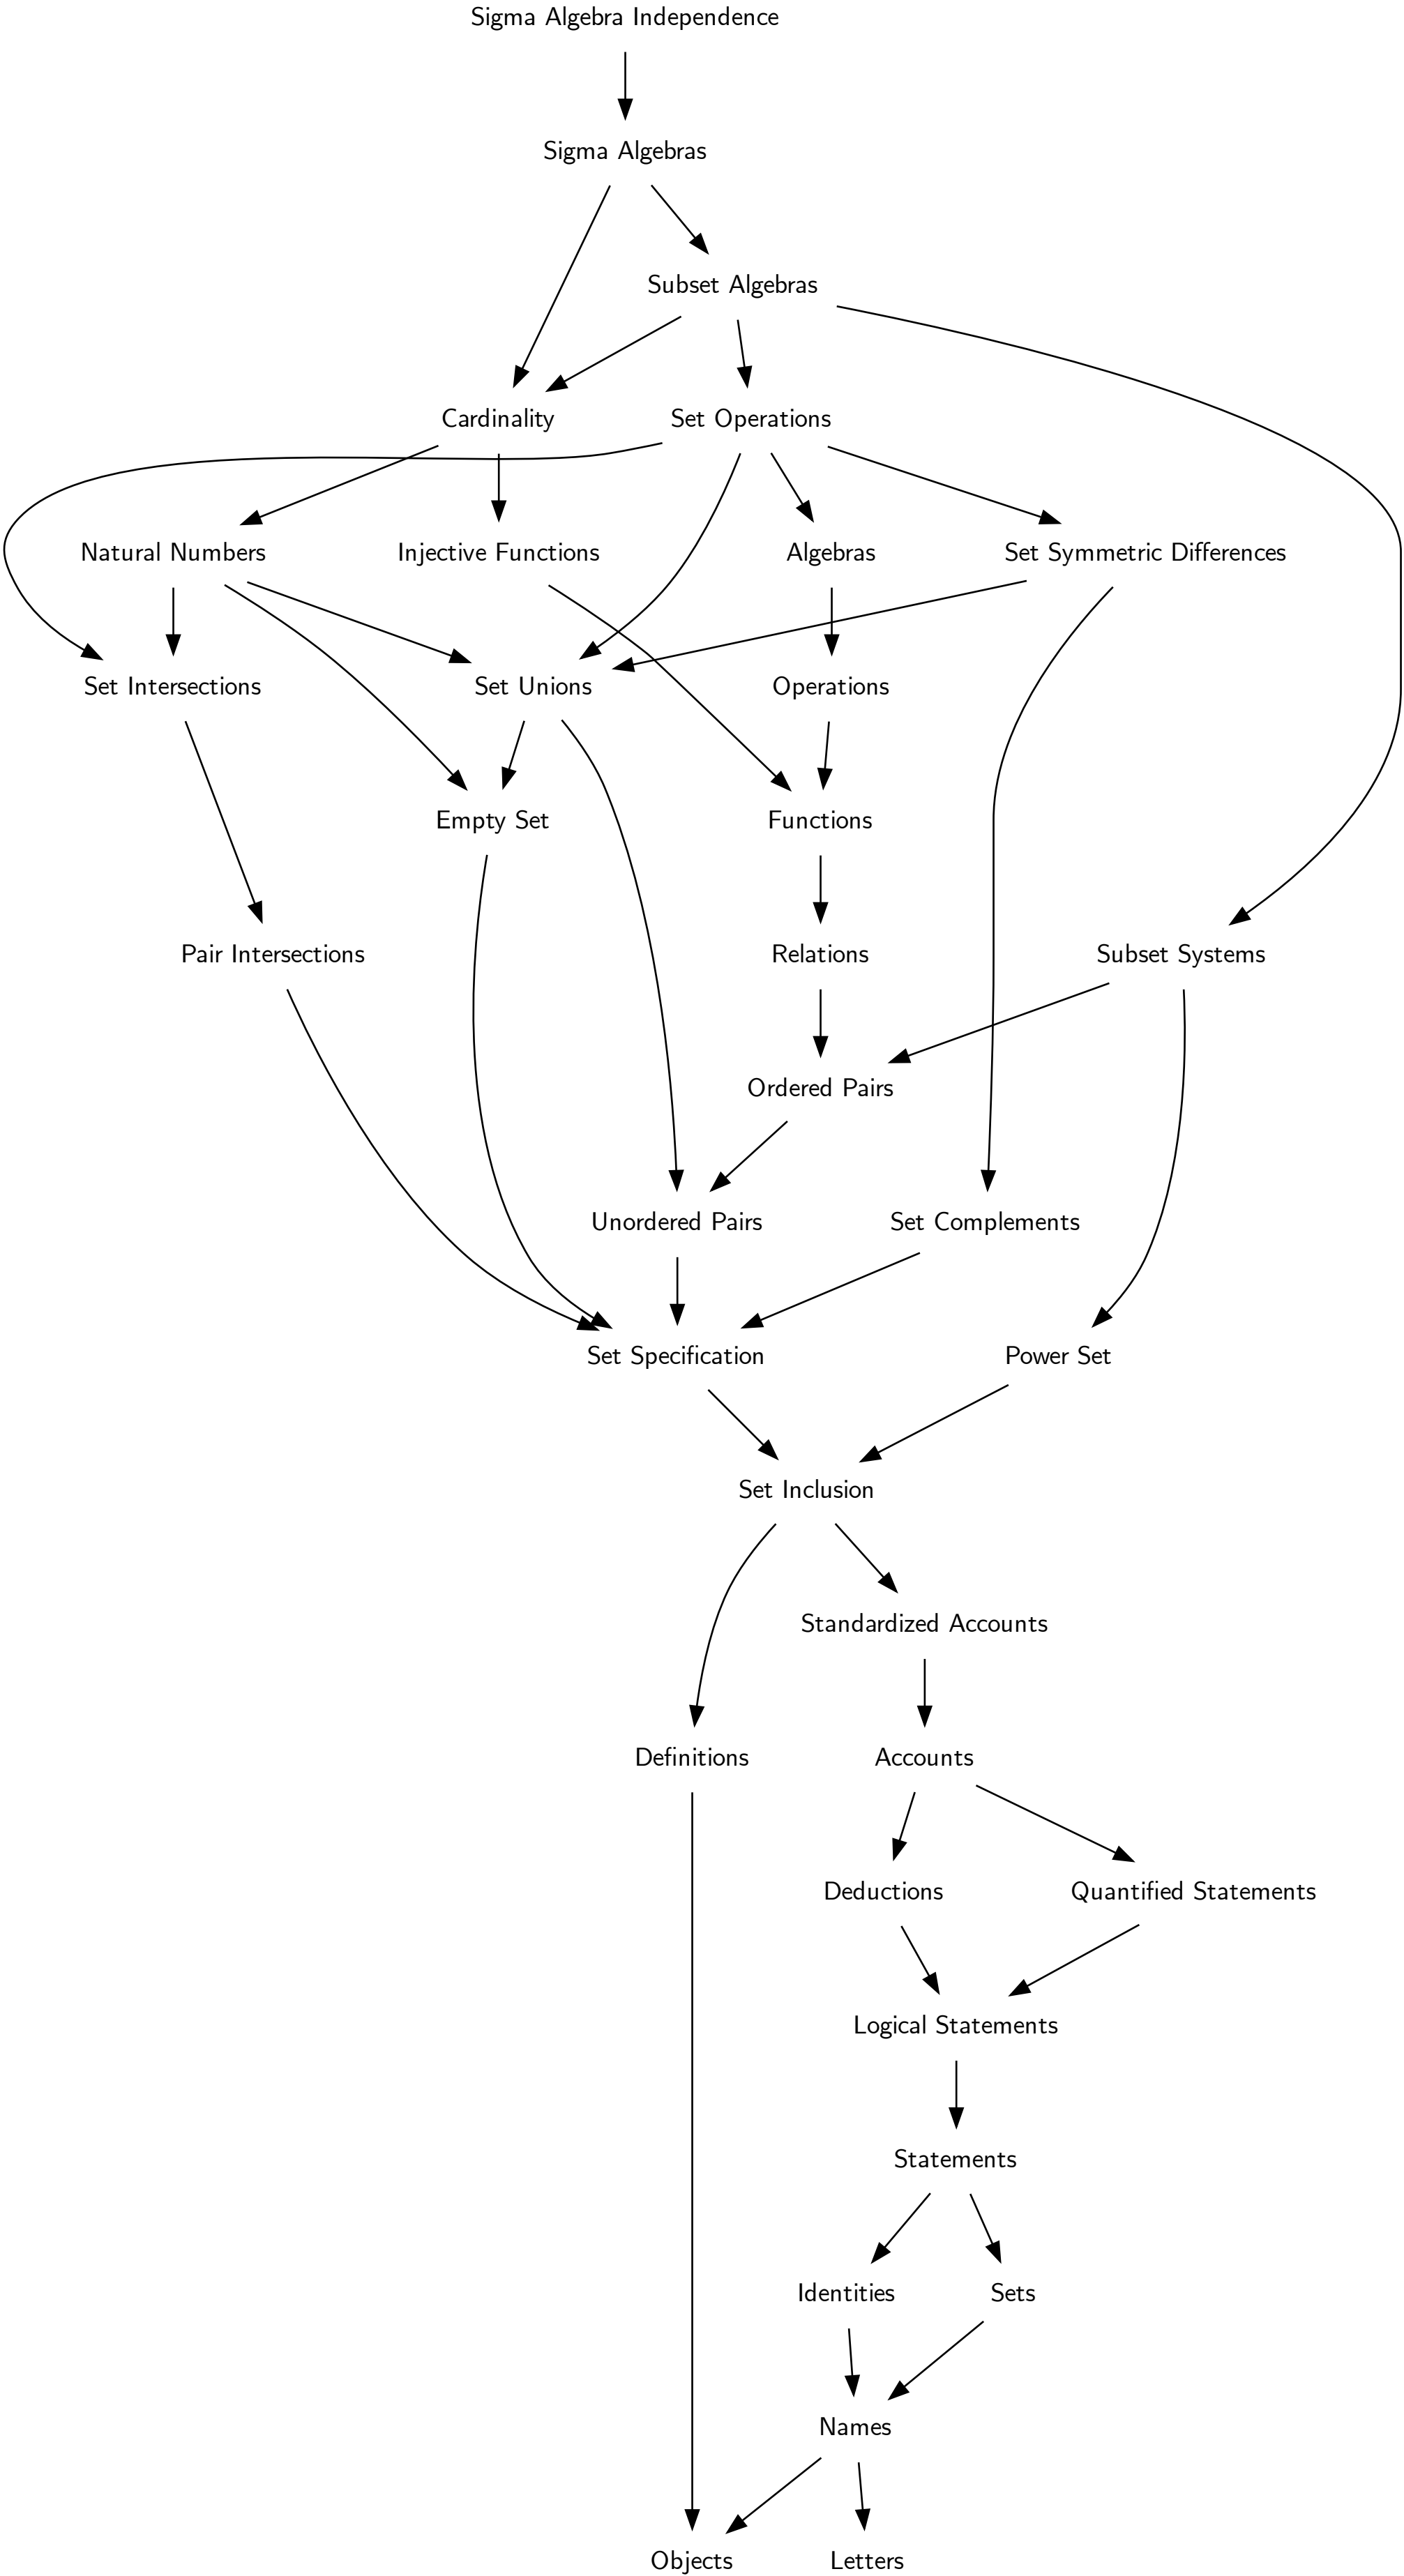 Sigma Algebra Independence
Sigma Algebras
Subset Algebras
Cardinality
Set Operations
Natural Numbers
Injective Functions
Algebras
Set Symmetric Differences
Set Intersections
Set Unions
Operations
Empty Set
Functions
Pair Intersections
Relations
Subset Systems
Ordered Pairs
Unordered Pairs
Set Complements
Set Specification
Power Set
Set Inclusion
Standardized Accounts
Definitions
Accounts
Deductions
Quantified Statements
Logical Statements
Statements
Identities
Sets
Names
Objects
Letters